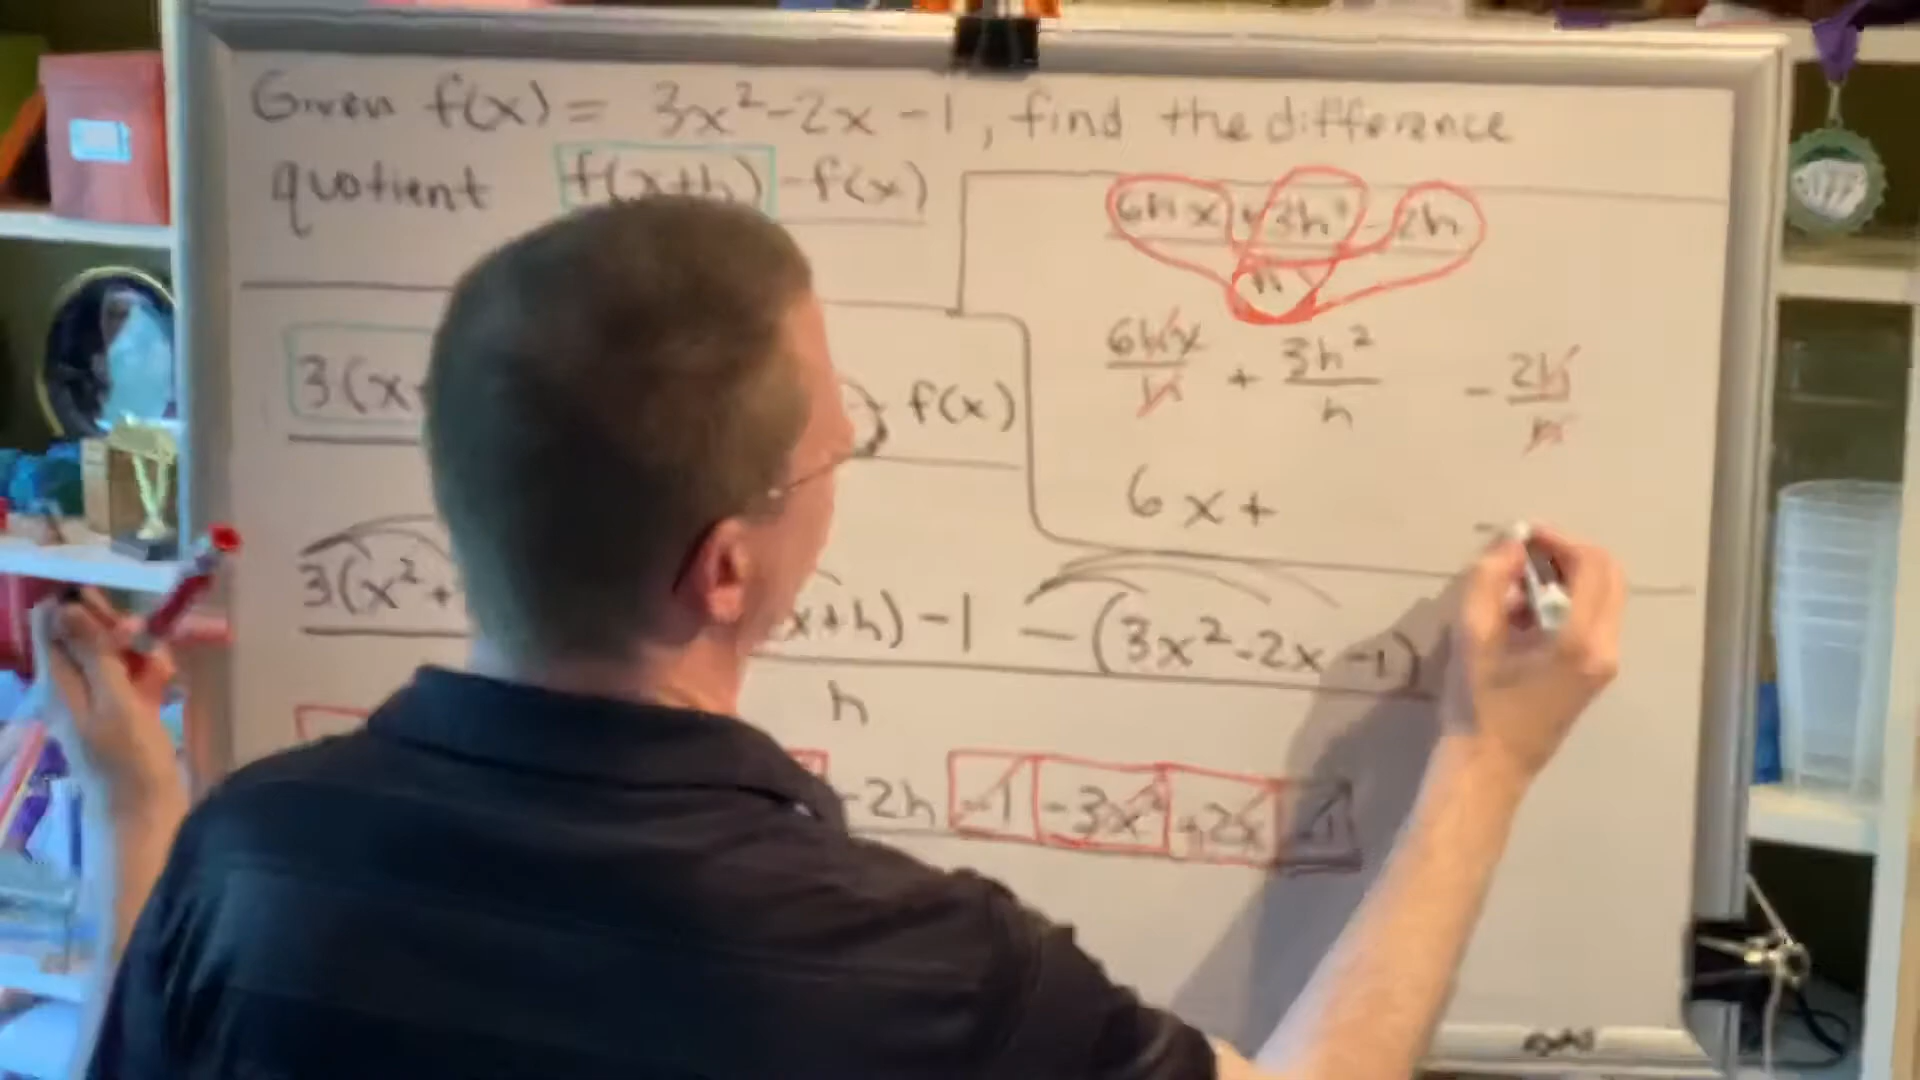 Given f(x) = 3x²-2x-1, find the difference
quotient f(x+h)-f(x)
6hx + 3h² - 2h
h
6hx/h + 3h²/h - 2h/h
6x+ -
3(x+ f(x)
3(x²+ x+h)-1 -(3x²-2x-1)
h
-2h -1 -3x² +2x